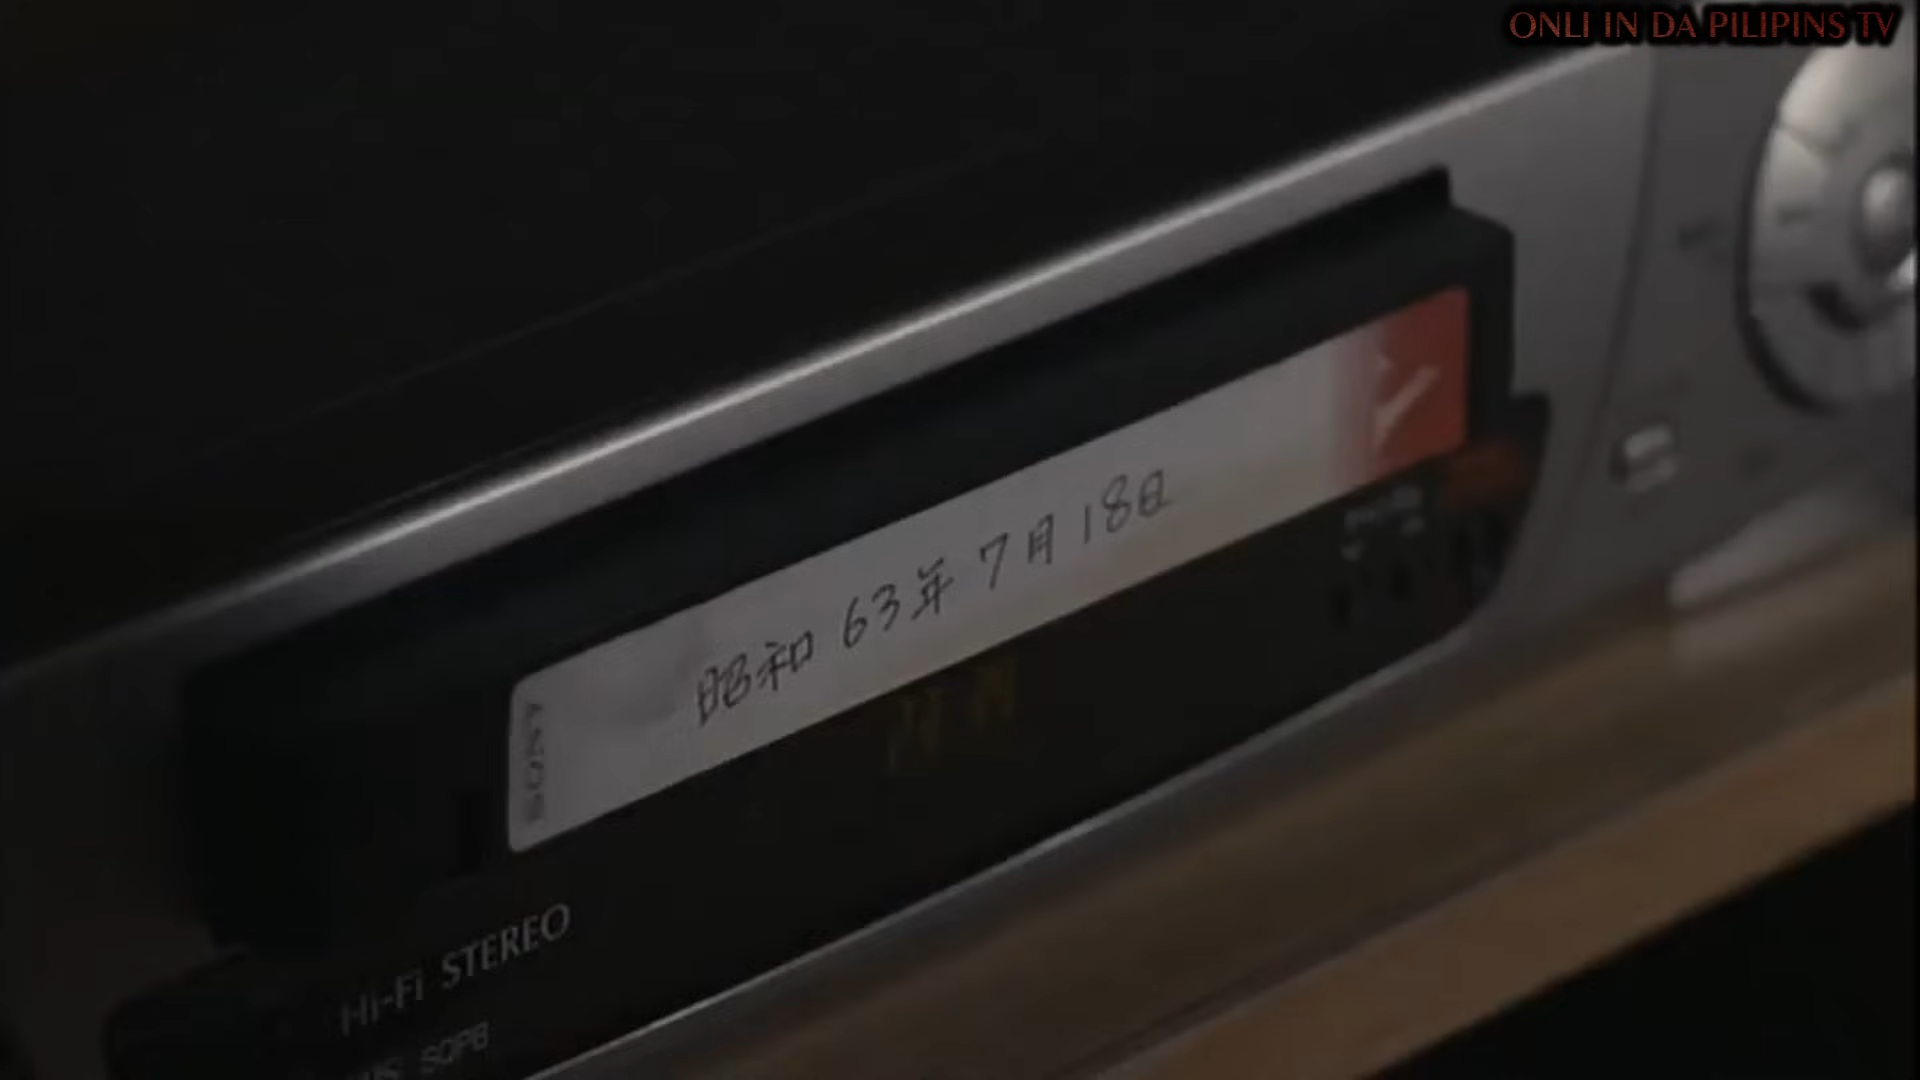 ONLI IN DA PILIPINS TV
昭和 63年 7月 18日
SONY
Hi-Fi STEREO
SQPB